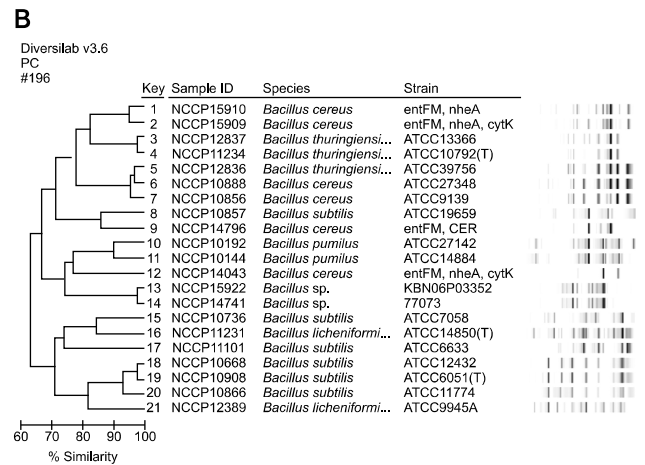 B
Diversilab v3.6
PC
#196
Key Sample ID Species Strain
1 NCCP15910 Bacillus cereus entFM, nheA
2 NCCP15909 Bacillus cereus entFM, nheA, cytK
3 NCCP12837 Bacillus thuringiensi... ATCC13366
4 NCCP11234 Bacillus thuringiensi... ATCC10792(T)
5 NCCP12836 Bacillus thuringiensi... ATCC39756
6 NCCP10888 Bacillus cereus ATCC27348
7 NCCP10856 Bacillus cereus ATCC9139
8 NCCP10857 Bacillus subtilis ATCC19659
9 NCCP14796 Bacillus cereus entFM, CER
10 NCCP10192 Bacillus pumilus ATCC27142
11 NCCP10144 Bacillus pumilus ATCC14884
12 NCCP14043 Bacillus cereus entFM, nheA, cytK
13 NCCP15922 Bacillus sp. KBN06P03352
14 NCCP14741 Bacillus sp. 77073
15 NCCP10736 Bacillus subtilis ATCC7058
16 NCCP11231 Bacillus licheniformi... ATCC14850(T)
17 NCCP11101 Bacillus subtilis ATCC6633
18 NCCP10668 Bacillus subtilis ATCC12432
19 NCCP10908 Bacillus subtilis ATCC6051(T)
20 NCCP10866 Bacillus subtilis ATCC11774
21 NCCP12389 Bacillus licheniformi... ATCC9945A
60 70 80 90 100
% Similarity